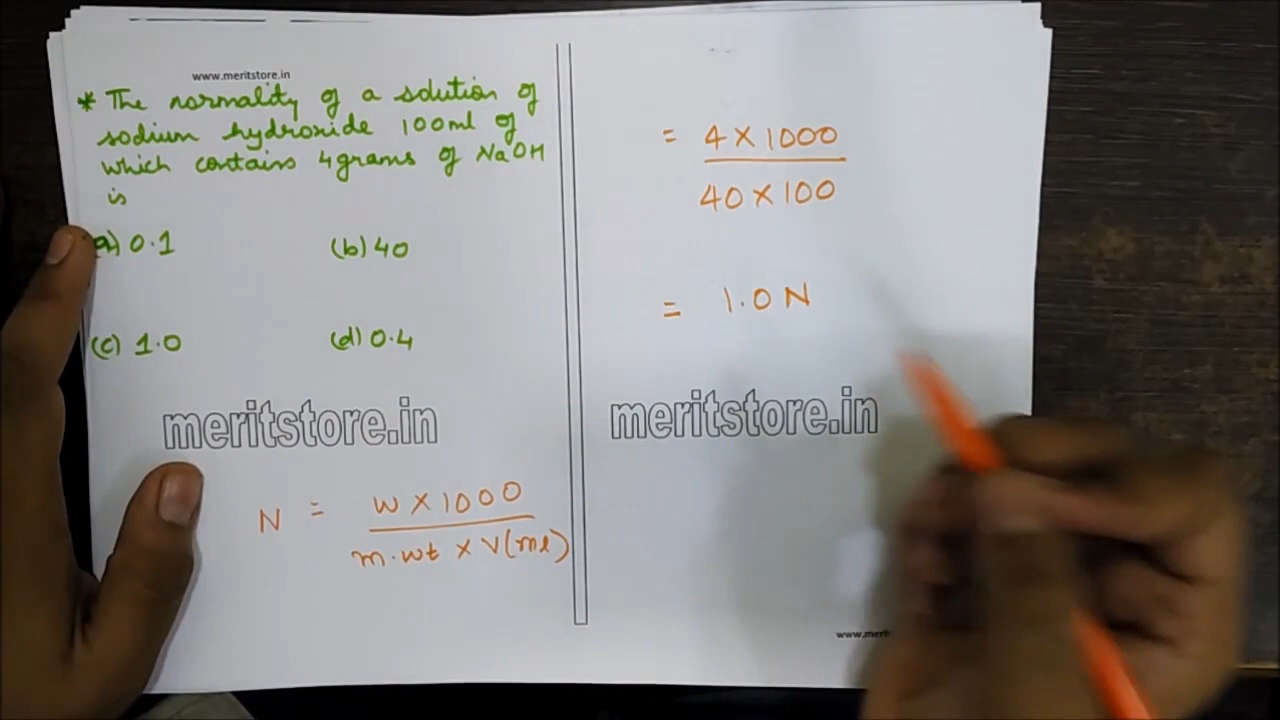 www.meritstore.in
* The normality of a solution of
sodium hydroxide 100ml of
which contains 4grams of NaOH
is
(a) 0.1
(b) 40
(c) 1.0
(d) 0.4
meritstore.in
N = W X 1000
m.wt x V(ml)
= 4 X 1000
40 X 100
= 1.0 N
meritstore.in